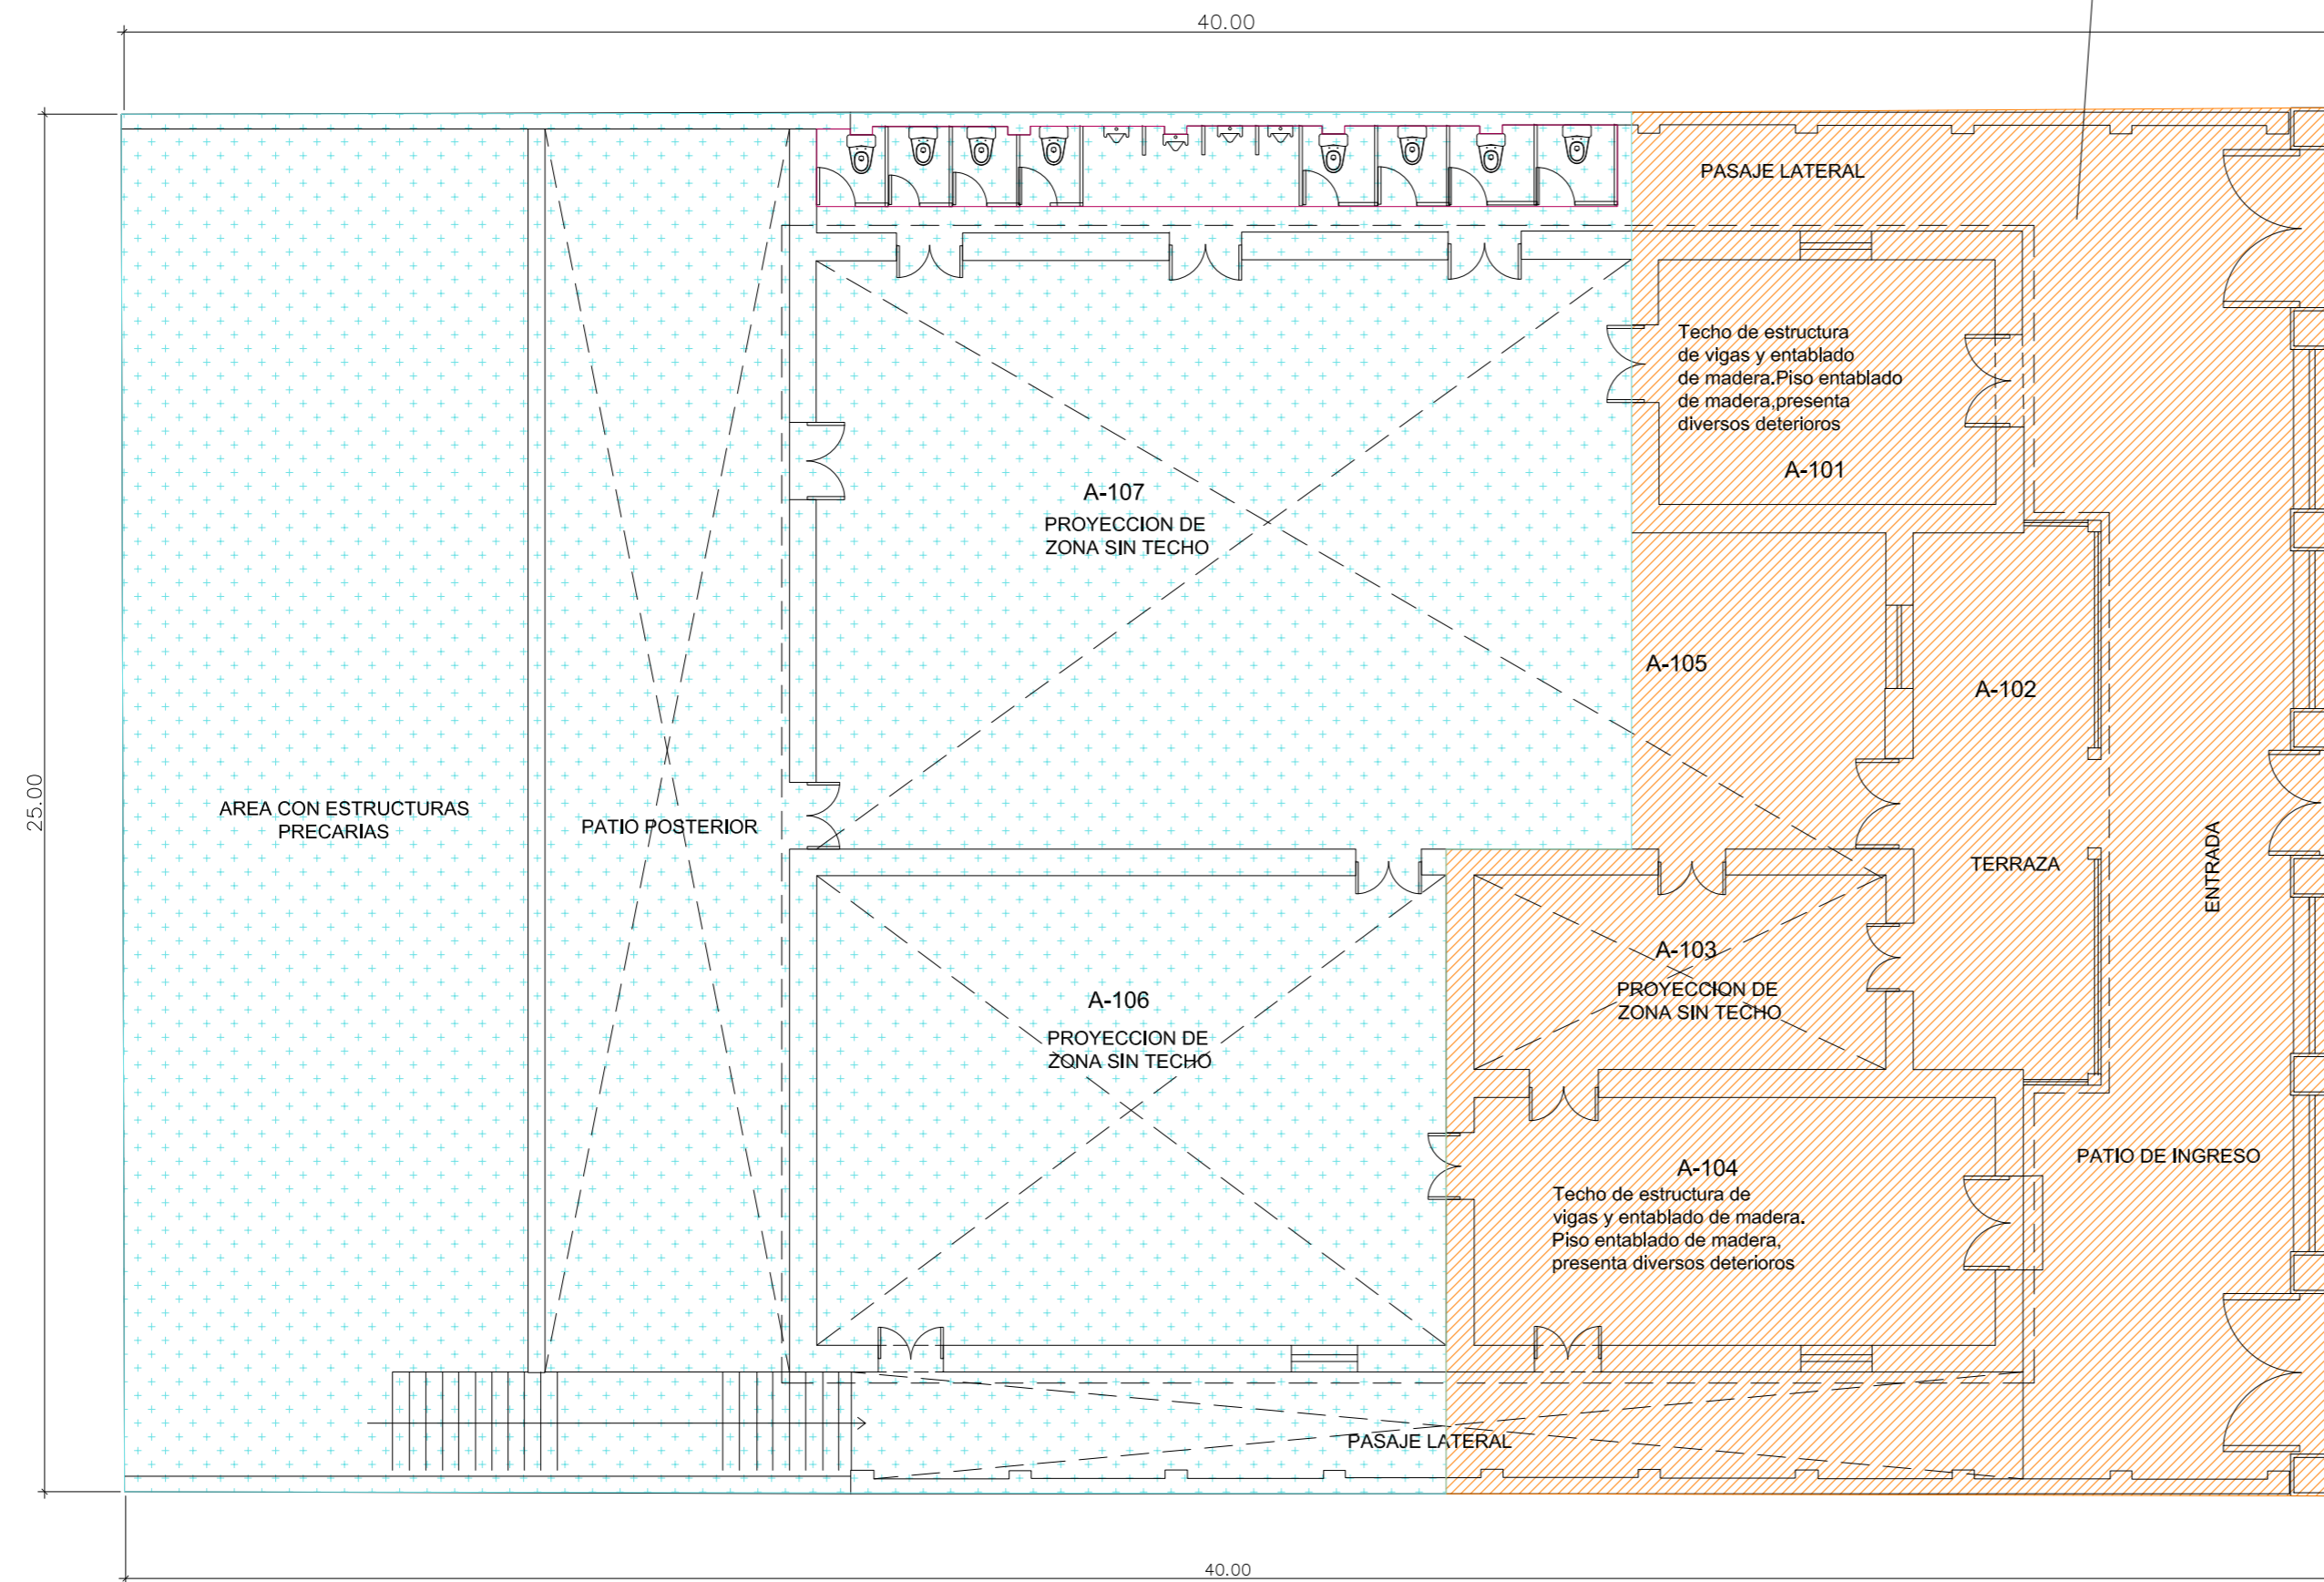 40.00
PASAJE LATERAL
Techo de estructura
de vigas y entablado
de madera.Piso entablado
de madera,presenta
diversos deterioros
A-101
A-107
PROYECCION DE
ZONA SIN TECHO
A-105
A-102
25.00
AREA CON ESTRUCTURAS
PRECARIAS
PATIO POSTERIOR
TERRAZA
ENTRADA
A-103
PROYECCION DE
ZONA SIN TECHO
A-106
PROYECCION DE
ZONA SIN TECHO
A-104
Techo de estructura de
vigas y entablado de madera.
Piso entablado de madera,
presenta diversos deterioros
PATIO DE INGRESO
PASAJE LATERAL
40.00